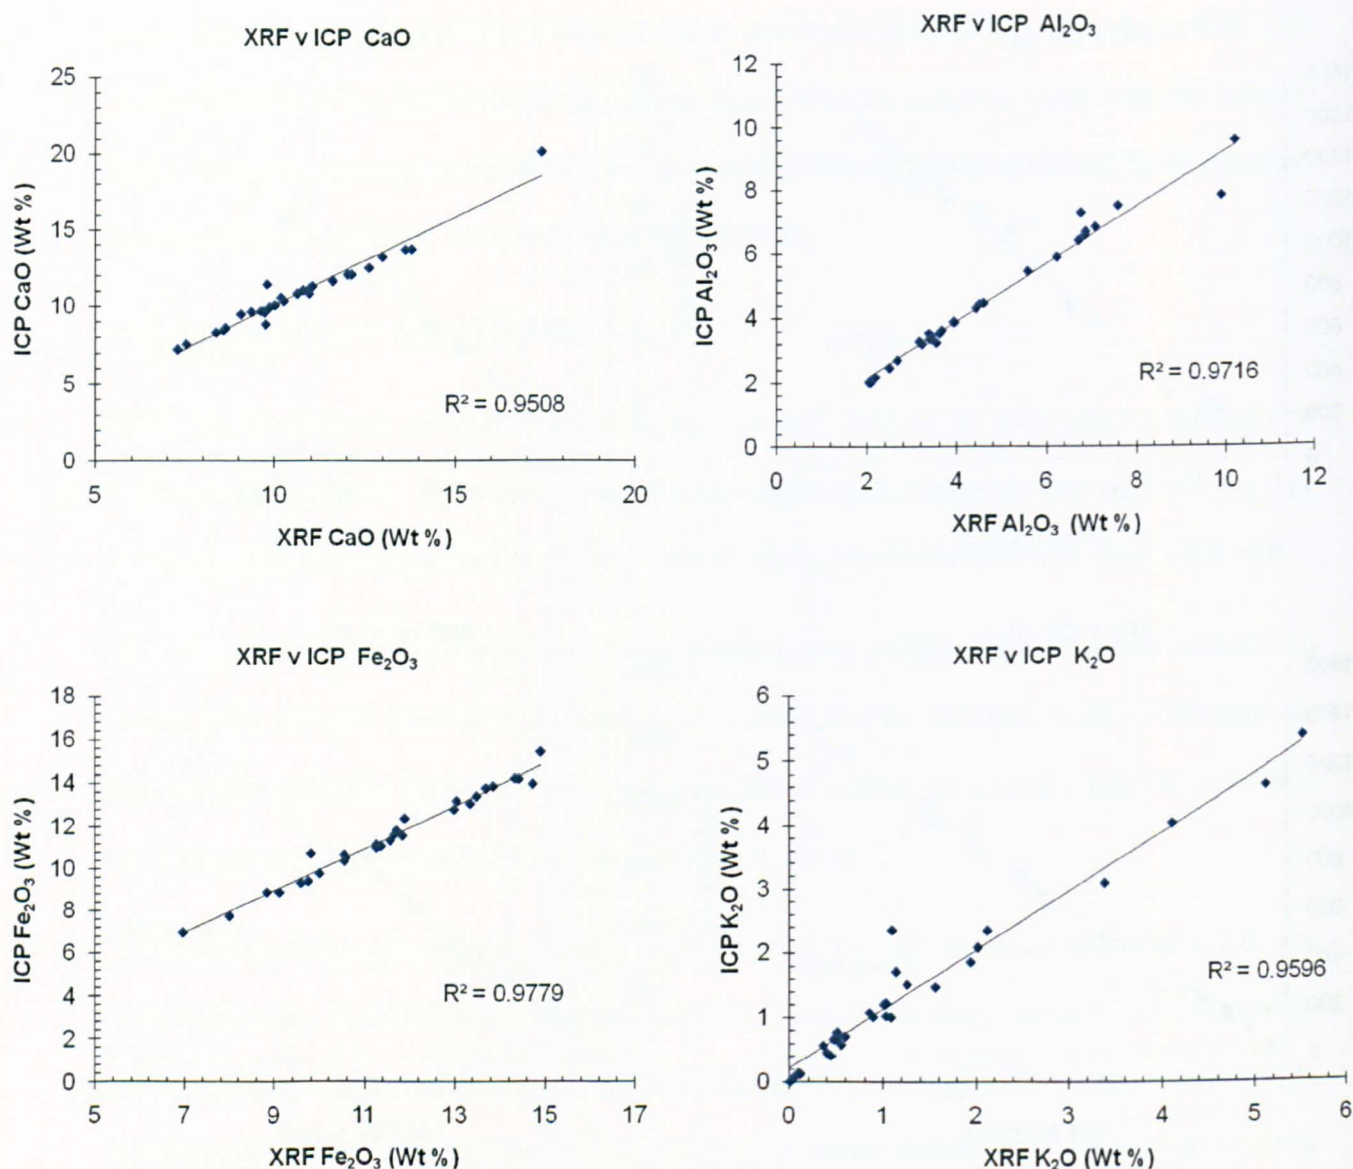 XRF v ICP CaO
25
20
15
10
5
0
5 10 15 20
ICP CaO (Wt %)
XRF CaO (Wt %)
R² = 0.9508
XRF v ICP Al₂O₃
12
10
8
6
4
2
0
2 4 6 8 10 12
ICP Al₂O₃ (Wt %)
XRF Al₂O₃ (Wt %)
R² = 0.9716
XRF v ICP Fe₂O₃
18
16
14
12
10
8
6
4
2
0
5 7 9 11 13 15 17
ICP Fe₂O₃ (Wt %)
XRF Fe₂O₃ (Wt %)
R² = 0.9779
XRF v ICP K₂O
6
5
4
3
2
1
0
0 1 2 3 4 5 6
ICP K₂O (Wt %)
XRF K₂O (Wt %)
R² = 0.9596